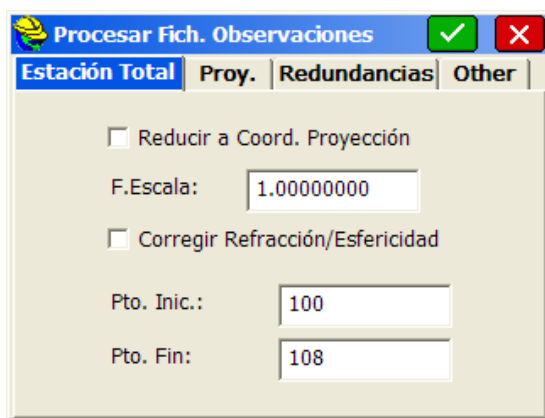 Procesar Fich. Observaciones
Estación Total Proy. Redundancias Other
Reducir a Coord. Proyección
F.Escala: 1.00000000
Corregir Refracción/Esfericidad
Pto. Inic.: 100
Pto. Fin: 108